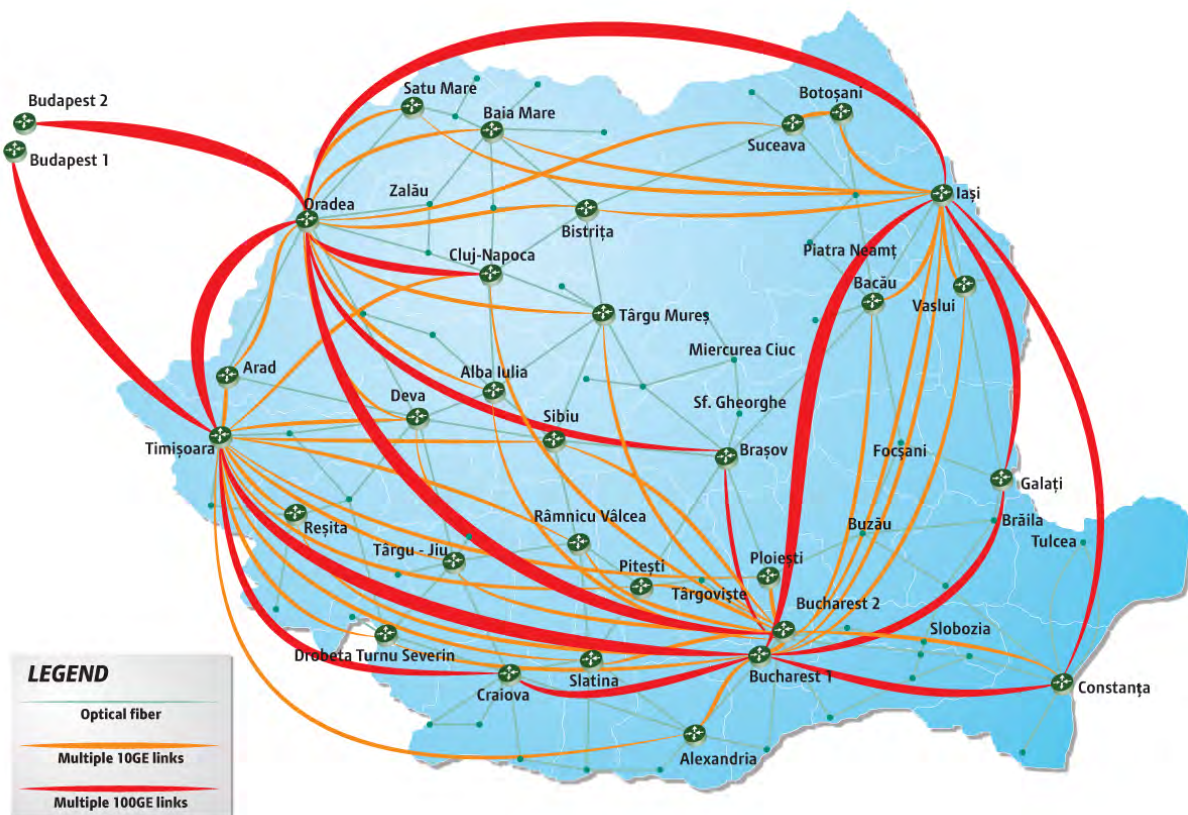 Budapest 2
Budapest 1
Satu Mare
Baia Mare
Botoșani
Suceava
Oradea
Zalău
Bistrița
Iași
Cluj-Napoca
Piatra Neamț
Bacău
Vaslui
Târgu Mureș
Miercurea Ciuc
Arad
Alba Iulia
Deva
Sibiu
Sf. Gheorghe
Timișoara
Brașov
Focșani
Galați
Reșița
Râmnicu Vâlcea
Buzău
Brăila
Tulcea
Târgu - Jiu
Pitești
Ploiești
Târgoviște
Bucharest 2
Slobozia
Drobeta Turnu Severin
Craiova
Slatina
Bucharest 1
Constanța
Alexandria
LEGEND
Optical fiber
Multiple 10GE links
Multiple 100GE links